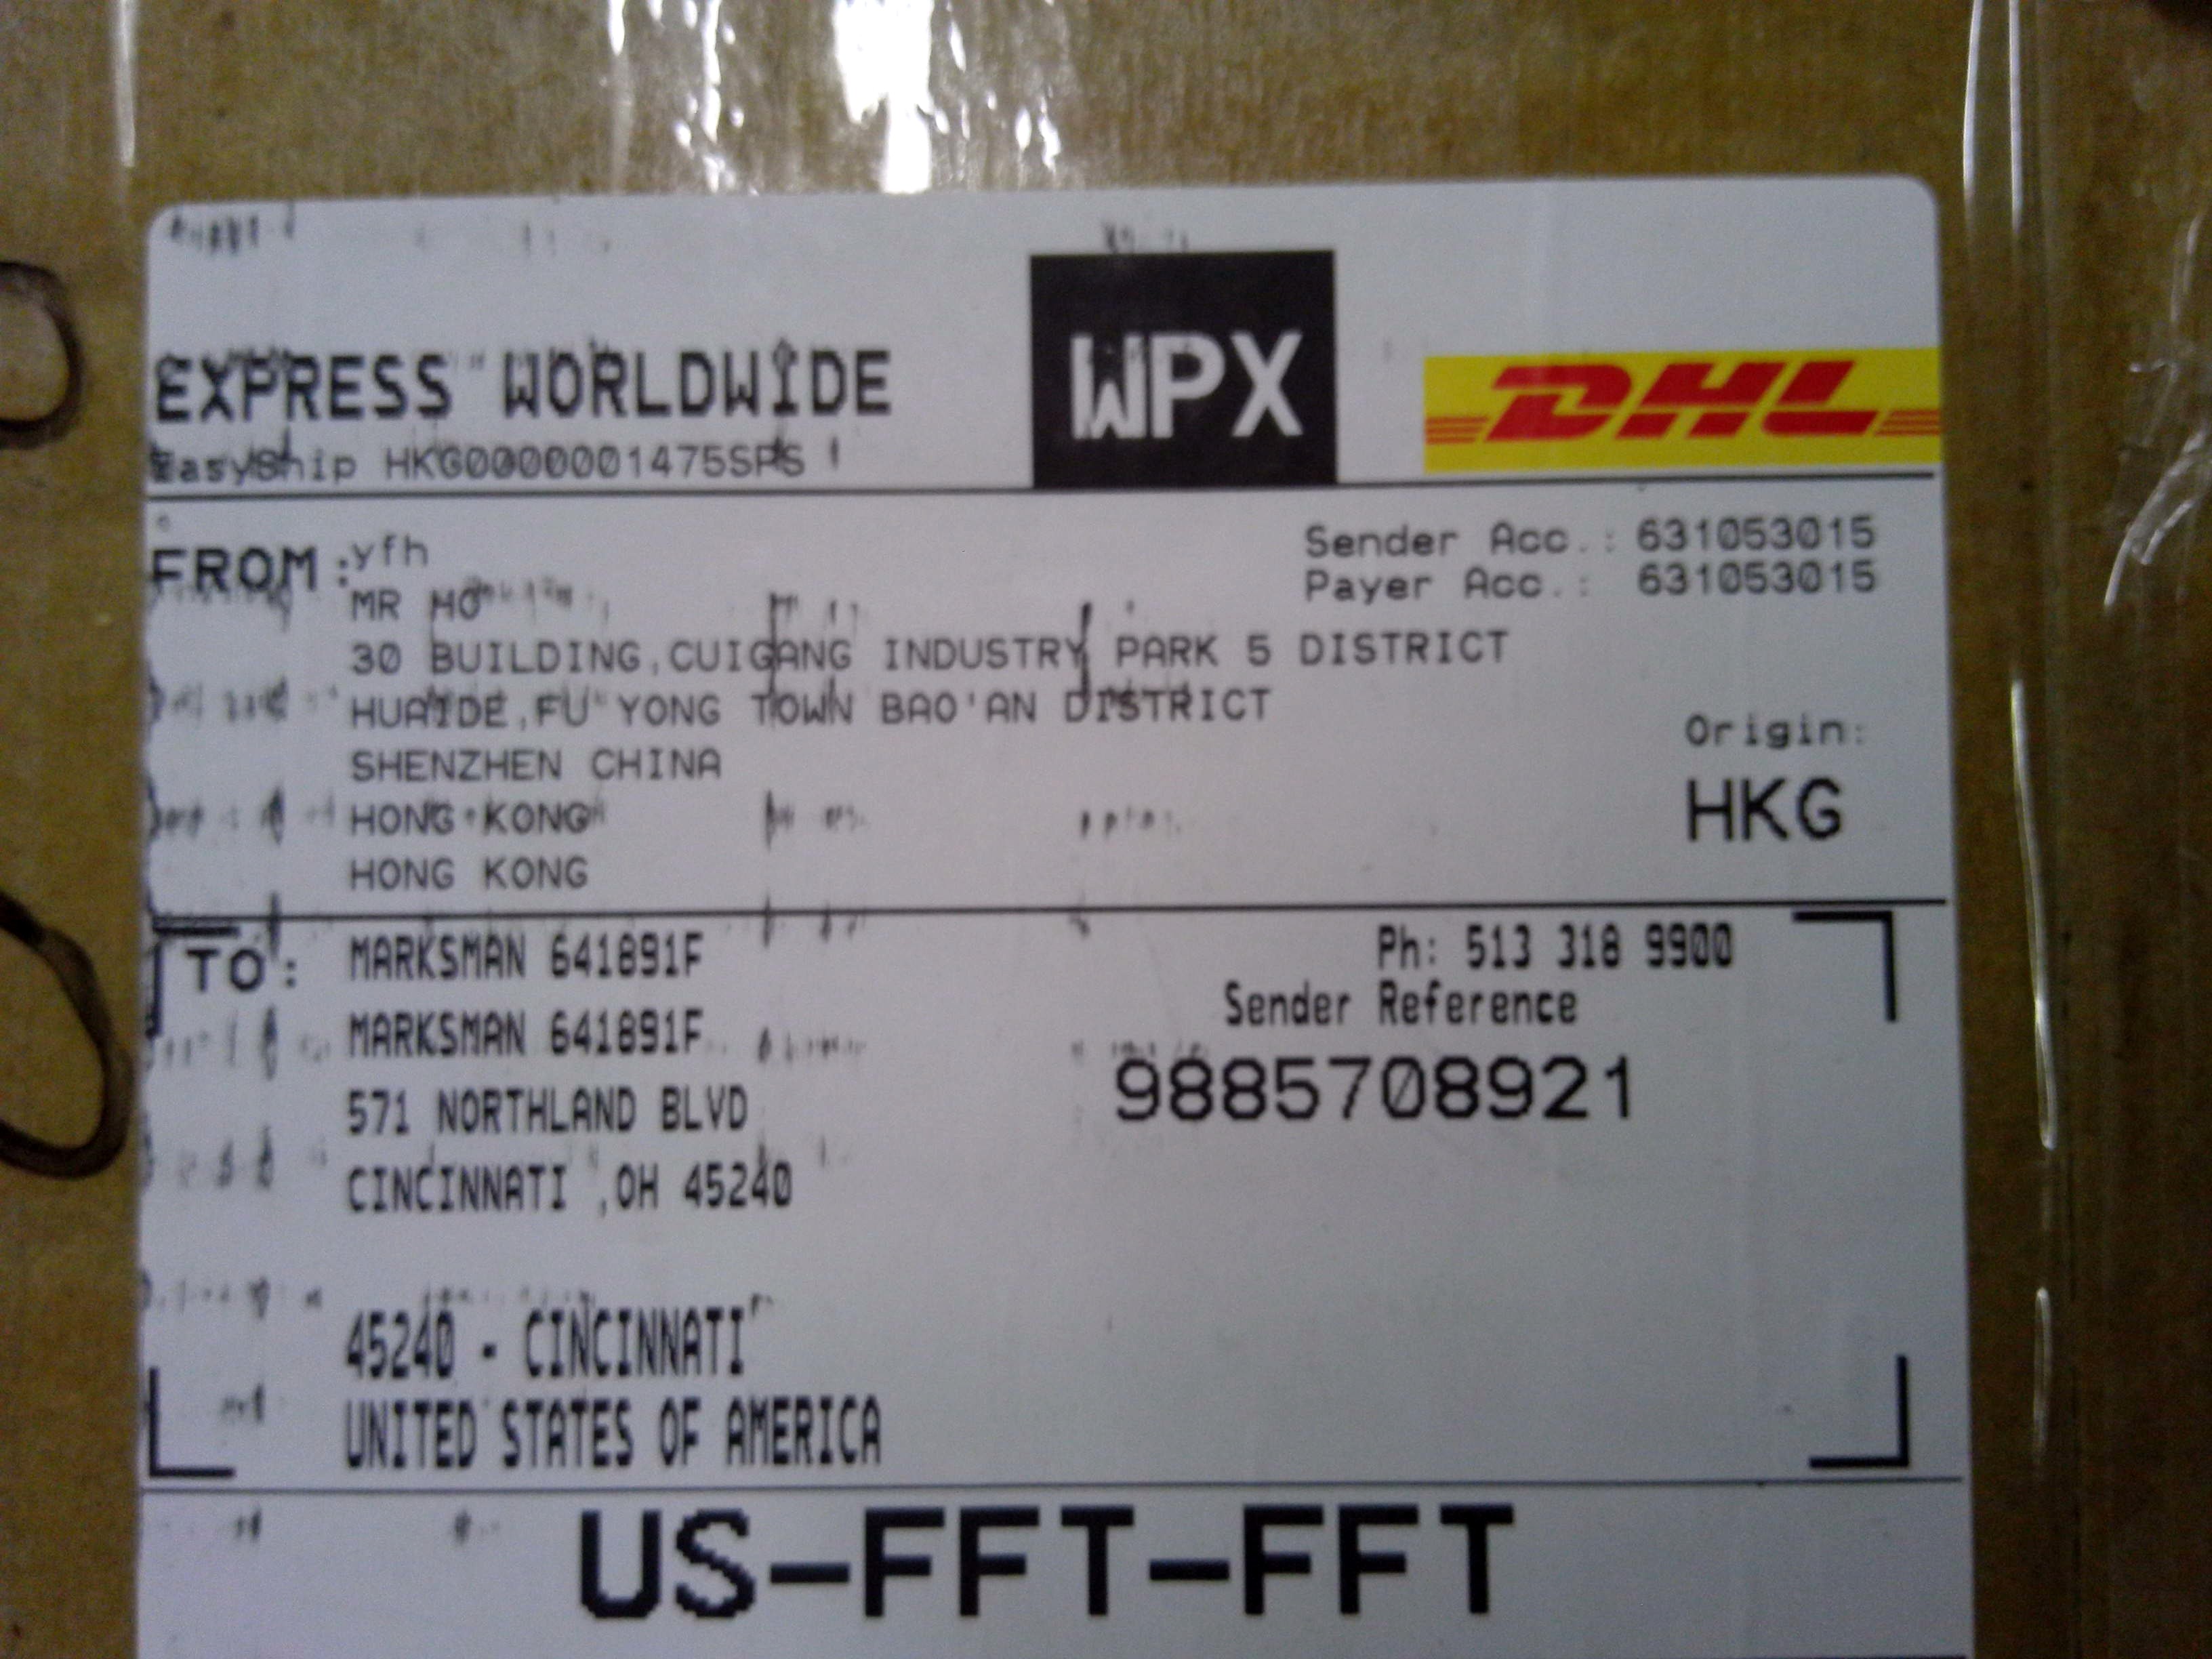 EXPRESS WORLDWIDE
WPX
DHL
EasyShip HKG0000001475SPS
FROM:
yfh
MR HO
30 BUILDING,CUIGANG INDUSTRY PARK 5 DISTRICT
HUAIDE,FU YONG TOWN BAO'AN DISTRICT
SHENZHEN CHINA
HONG KONG
HONG KONG
Sender Acc.: 631053015
Payer Acc.: 631053015
Origin:
HKG
TO:
MARKSMAN 641891F
MARKSMAN 641891F
571 NORTHLAND BLVD
CINCINNATI ,OH 45240
45240 - CINCINNATI
UNITED STATES OF AMERICA
Ph: 513 318 9900
Sender Reference
9885708921
US-FFT-FFT